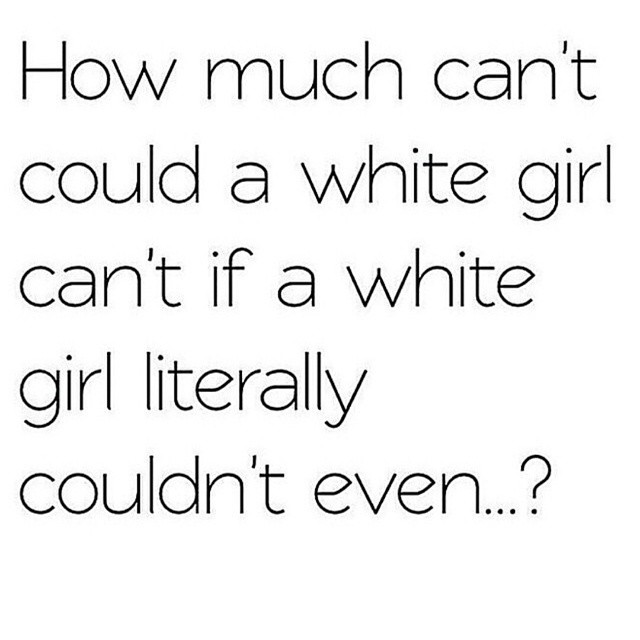 How much can't
could a white girl
can't if a white
girl literally
couldn't even...?